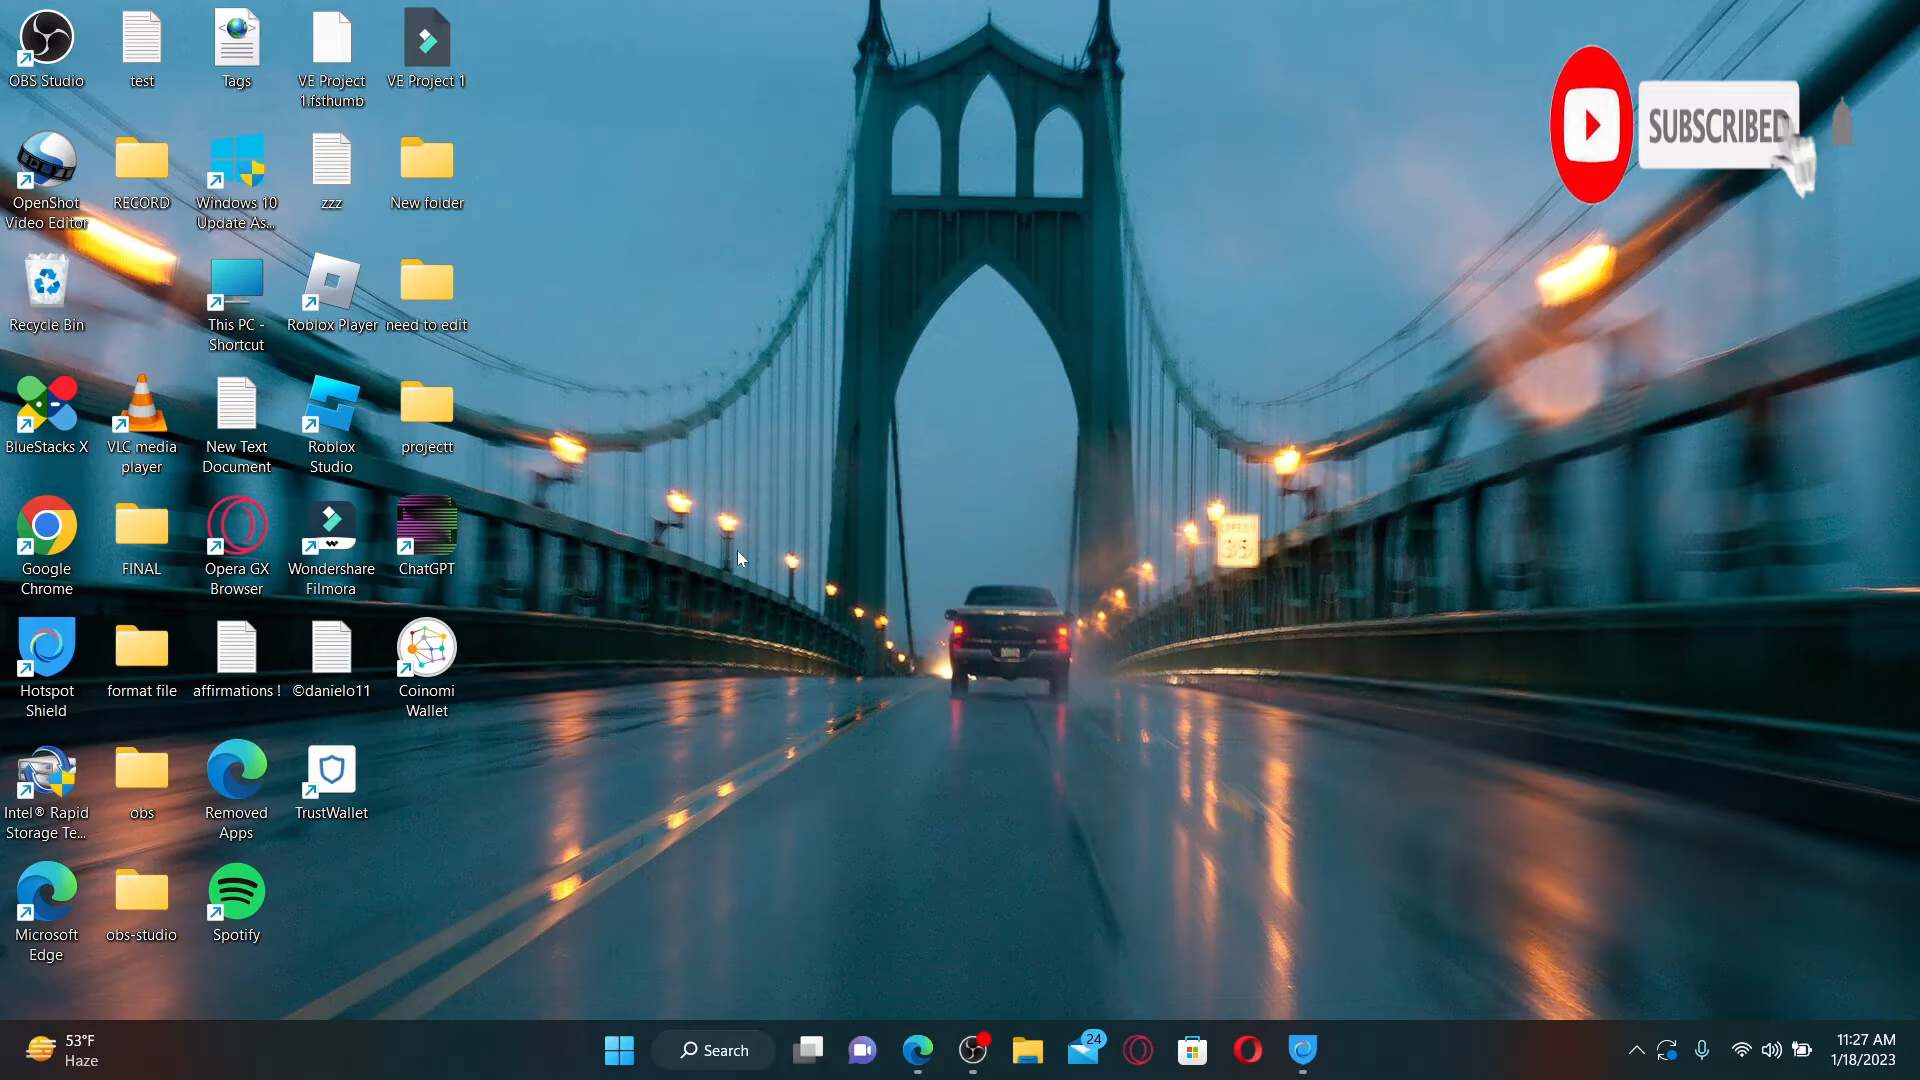 OBS Studio
test
Tags
VE Project
1.fsthumb
VE Project 1
SUBSCRIBED
OpenShot
Video Editor
RECORD
Windows 10
Update As...
zzz
New folder
Recycle Bin
This PC -
Shortcut
Roblox Player
need to edit
BlueStacks X
VLC media
player
New Text
Document
Roblox
Studio
projectt
Google
Chrome
FINAL
Opera GX
Browser
Wondershare
Filmora
ChatGPT
Hotspot
Shield
format file
affirmations !
©danielo11
Coinomi
Wallet
Intel® Rapid
Storage Te...
obs
Removed
Apps
TrustWallet
Microsoft
Edge
obs-studio
Spotify
53°F
Haze
Search
24
11:27 AM
1/18/2023